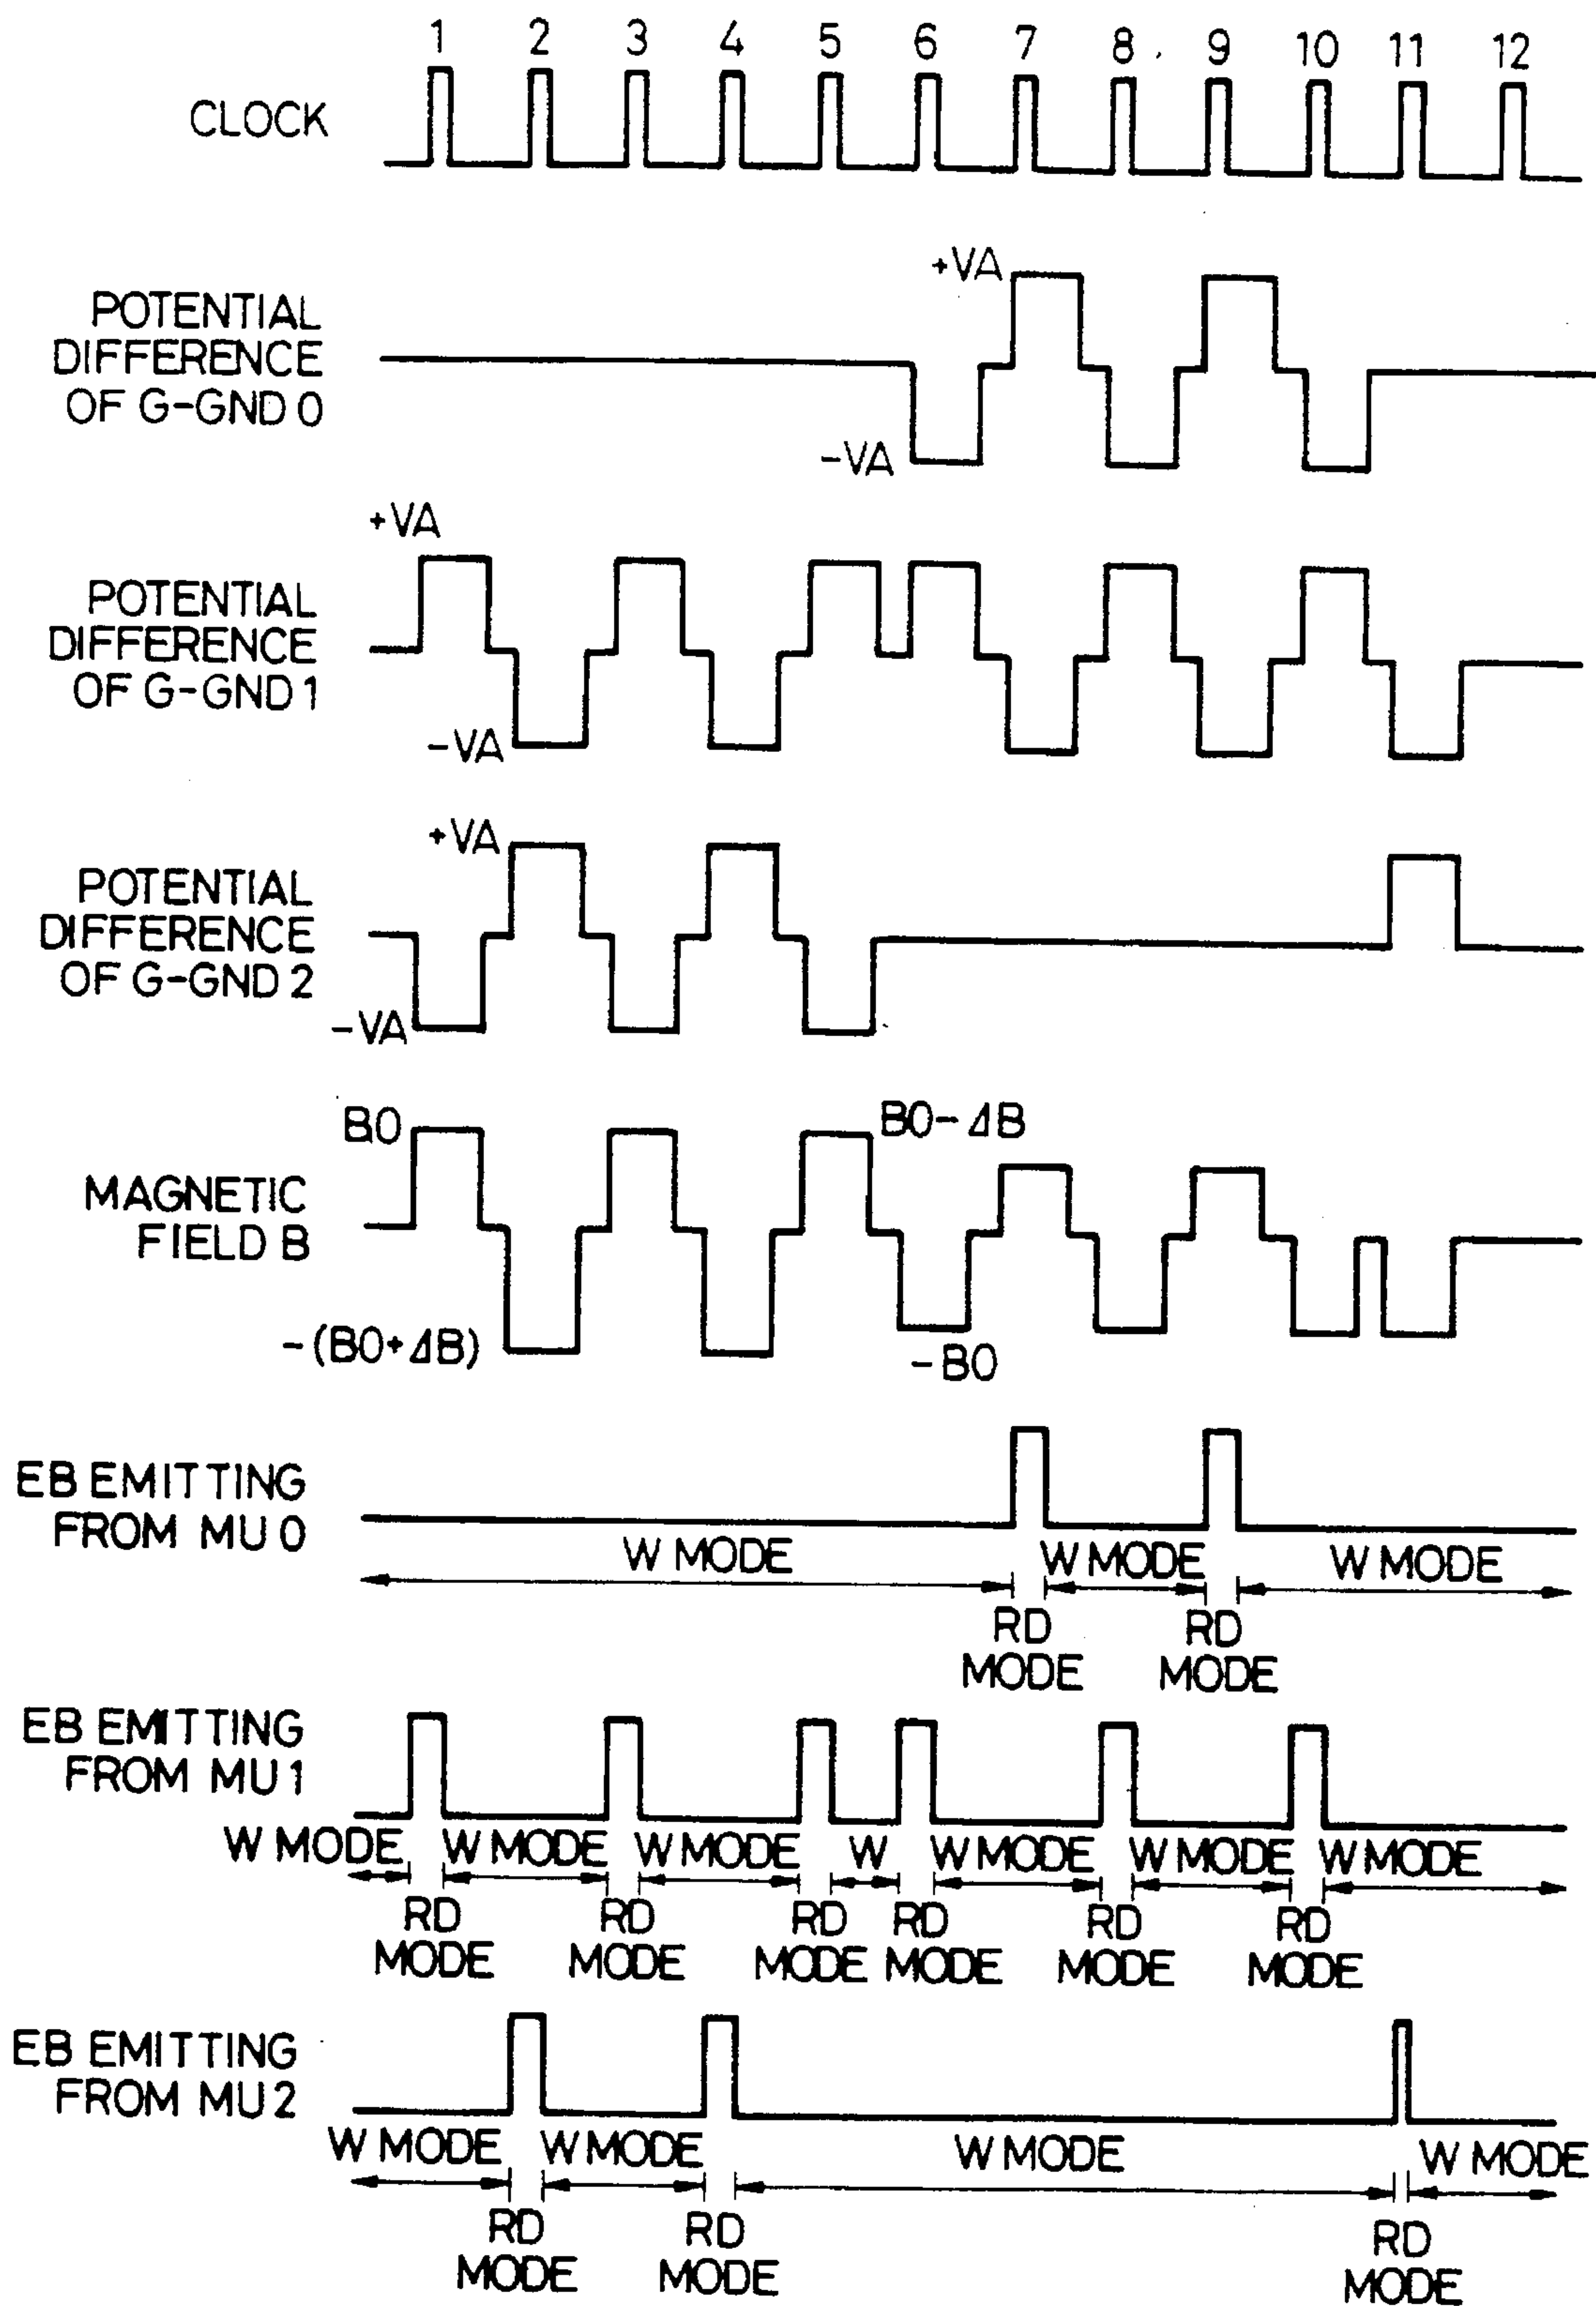 1 2 3 4 5 6 7 8 9 10 11 12
CLOCK
+VA
POTENTIAL
DIFFERENCE
OF G-GND 0
-VA
+VA
POTENTIAL
DIFFERENCE
OF G-GND 1
-VA
+VA
POTENTIAL
DIFFERENCE
OF G-GND 2
-VA
B0 B0-ΔB
MAGNETIC
FIELD B
-(B0+ΔB) -B0
EB EMITTING
FROM MU 0
W MODE W MODE W MODE
RD RD
MODE MODE
EB EMITTING
FROM MU 1
W MODE W MODE W MODE W W MODE W MODE W MODE
RD RD RD RD RD RD
MODE MODE MODE MODE MODE MODE
EB EMITTING
FROM MU 2
W MODE W MODE W MODE W MODE
RD RD RD
MODE MODE MODE